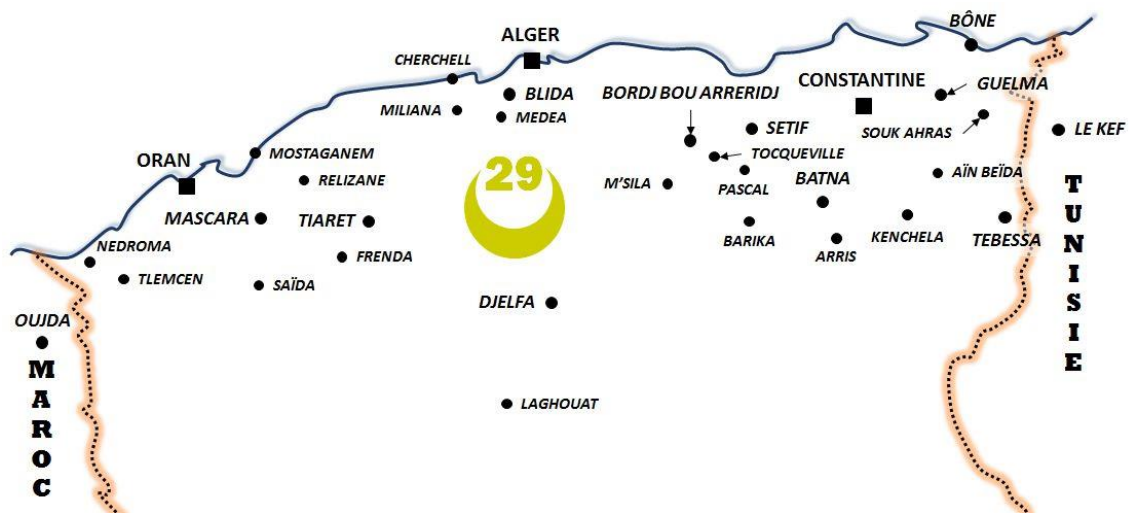 BÔNE
ALGER
CHERCHELL
CONSTANTINE
GUELMA
BLIDA
BORDJ BOU ARRERIDJ
MILIANA
MEDEA
SETIF
SOUK AHRAS
LE KEF
MOSTAGANEM
ORAN
TOCQUEVILLE
RELIZANE
29
M'SILA
PASCAL
BATNA
AÏN BEÏDA
MASCARA
TIARET
BARIKA
KENCHELA
TEBESSA
ARRIS
NEDROMA
FRENDA
TLEMCEN
SAÏDA
DJELFA
OUJDA
LAGHOUAT
MAROC
TUNISIE